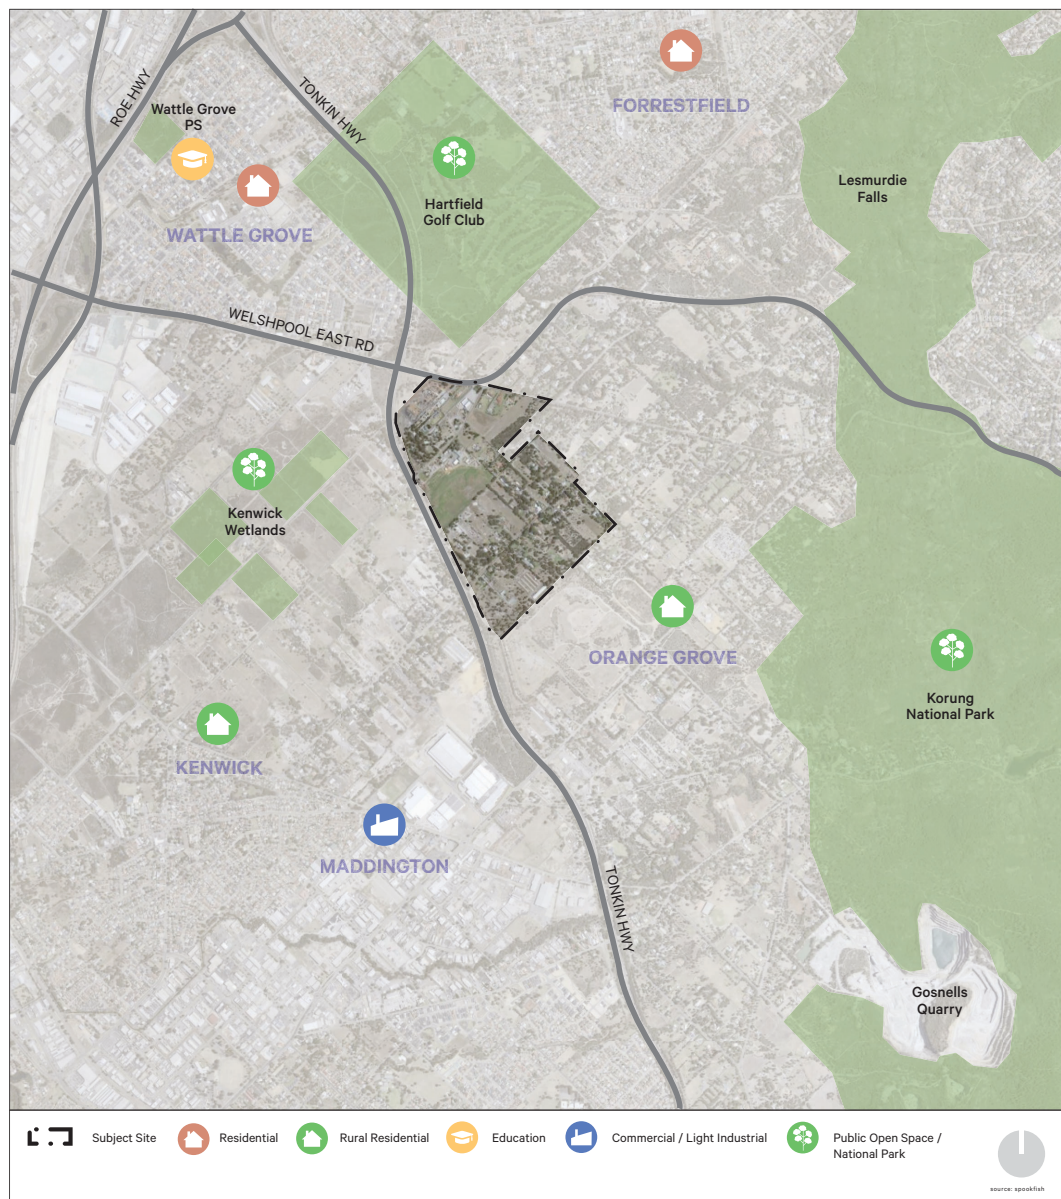 FORRESTFIELD
ROE HWY
TONKIN HWY
Wattle Grove
PS
Lesmurdie
Falls
Hartfield
Golf Club
WATTLE GROVE
WELSHPOOL EAST RD
Kenwick
Wetlands
ORANGE GROVE
Korung
National Park
KENWICK
MADDINGTON
TONKIN HWY
Gosnells
Quarry
Subject Site
Residential
Rural Residential
Education
Commercial / Light Industrial
Public Open Space /
National Park
source: spookfish